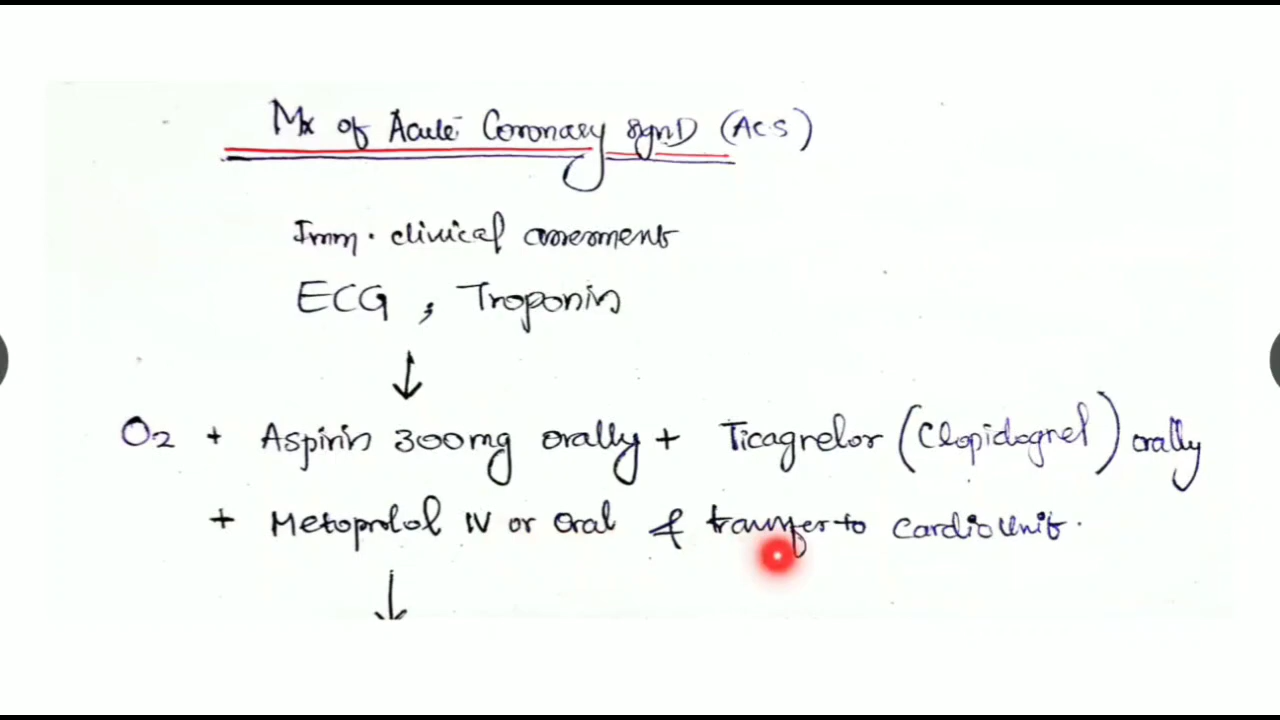 Mx of Acute Coronary synD (ACS)
Imm. clinical assessment
ECG , Troponin
↓
O2 + Aspirin 300mg orally + Ticagrelor (Clopidogrel) orally
+ Metoprolol IV or oral & transfer to cardio unit.
↓